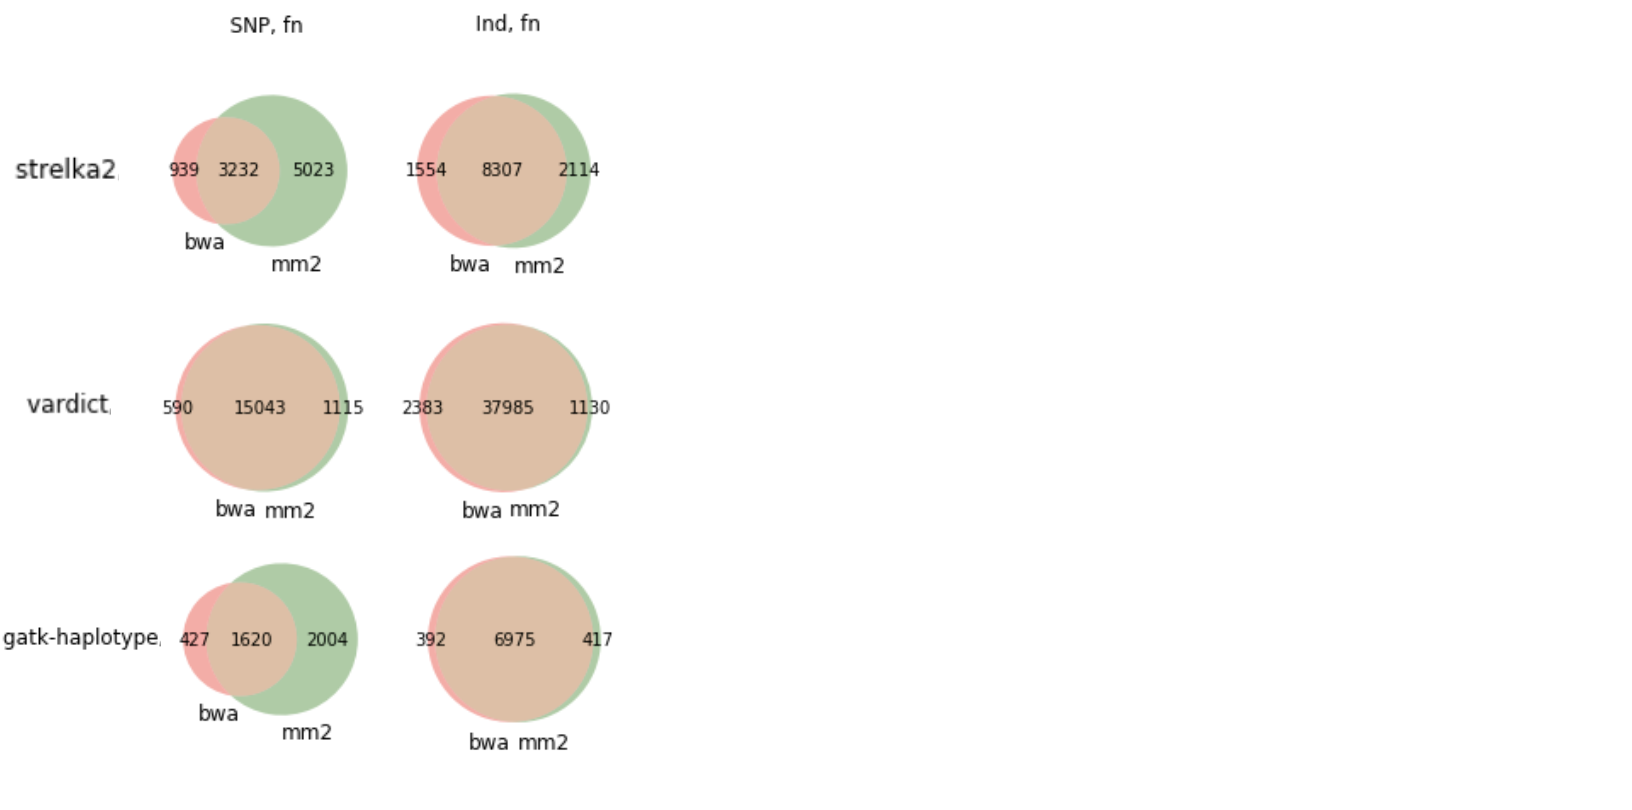 SNP, fn Ind, fn
strelka2, 939 3232 5023 1554 8307 2114
bwa mm2 bwa mm2
vardict, 590 15043 1115 2383 37985 1130
bwa mm2 bwa mm2
gatk-haplotype, 427 1620 2004 392 6975 417
bwa mm2 bwa mm2